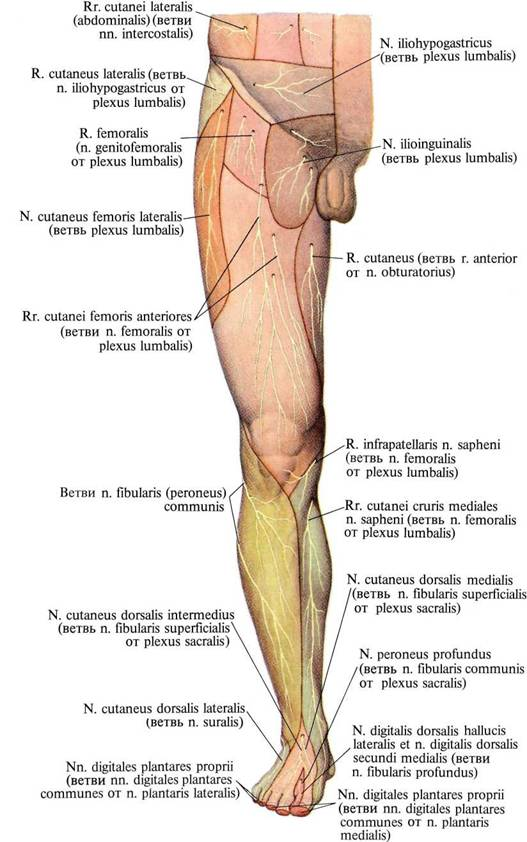 Rr. cutanei lateralis
(abdominalis) (ветви
nn. intercostalis)
R. cutaneus lateralis (ветвь
n. iliohypogastricus от
plexus lumbalis)
R. femoralis
(n. genitofemoralis
от plexus lumbalis)
N. cutaneus femoris lateralis
(ветвь plexus lumbalis)
Rr. cutanei femoris anteriores
(ветви n. femoralis от
plexus lumbalis)
Ветви n. fibularis (peroneus)
communis
N. cutaneus dorsalis intermedius
(ветвь n. fibularis superficialis
от plexus sacralis)
N. cutaneus dorsalis lateralis
(ветвь n. suralis)
Nn. digitales plantares proprii
(ветви nn. digitales plantares
communes от n. plantaris lateralis)
N. iliohypogastricus
(ветвь plexus lumbalis)
N. ilioinguinalis
(ветвь plexus lumbalis)
R. cutaneus (ветвь r. anterior
от n. obturatorius)
R. infrapatellaris n. sapheni
(ветвь n. femoralis
от plexus lumbalis)
Rr. cutanei cruris mediales
n. sapheni (ветвь n. femoralis
от plexus lumbalis)
N. cutaneus dorsalis medialis
(ветвь n. fibularis superficialis
от plexus sacralis)
N. peroneus profundus
(ветвь n. fibularis communis
от plexus sacralis)
N. digitalis dorsalis hallucis
lateralis et n. digitalis dorsalis
secundi medialis (ветви
n. fibularis profundus)
Nn. digitales plantares proprii
(ветви nn. digitales plantares
communes от n. plantaris
medialis)